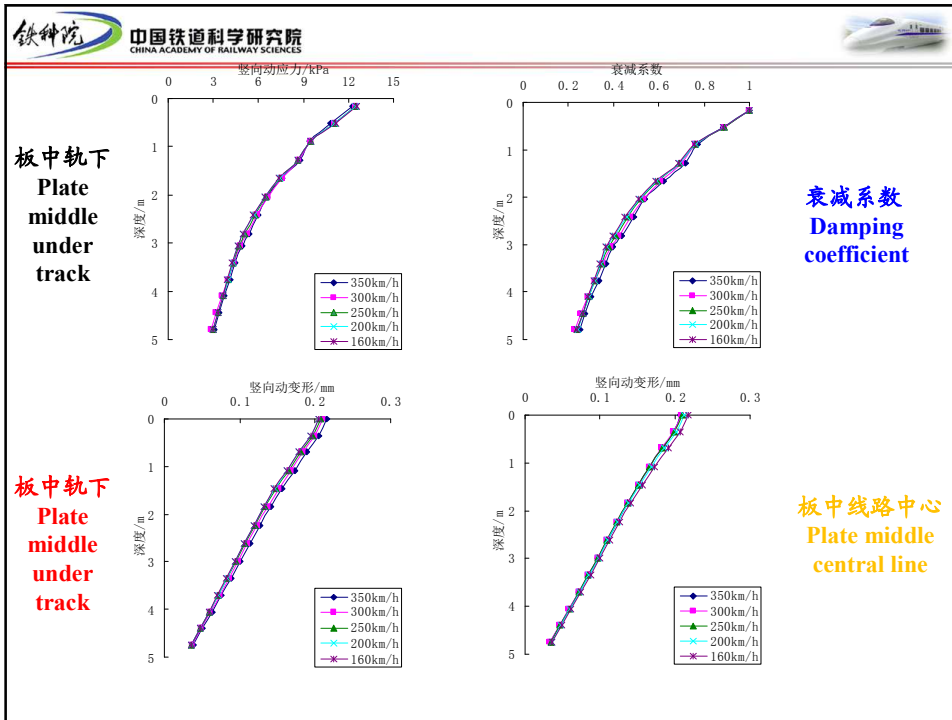 铁科院
中国铁道科学研究院
CHINA ACADEMY OF RAILWAY SCIENCES
板中轨下
Plate
middle
under
track
竖向动应力/kPa
0 3 6 9 12 15
深度/m
0
1
2
3
4
5
350km/h
300km/h
250km/h
200km/h
160km/h
衰减系数
0 0.2 0.4 0.6 0.8 1
深度/m
0
1
2
3
4
5
350km/h
300km/h
250km/h
200km/h
160km/h
衰减系数
Damping
coefficient
板中轨下
Plate
middle
under
track
竖向动变形/mm
0 0.1 0.2 0.3
深度/m
0
1
2
3
4
5
350km/h
300km/h
250km/h
200km/h
160km/h
竖向动变形/mm
0 0.1 0.2 0.3
深度/m
0
1
2
3
4
5
350km/h
300km/h
250km/h
200km/h
160km/h
板中线路中心
Plate middle
central line